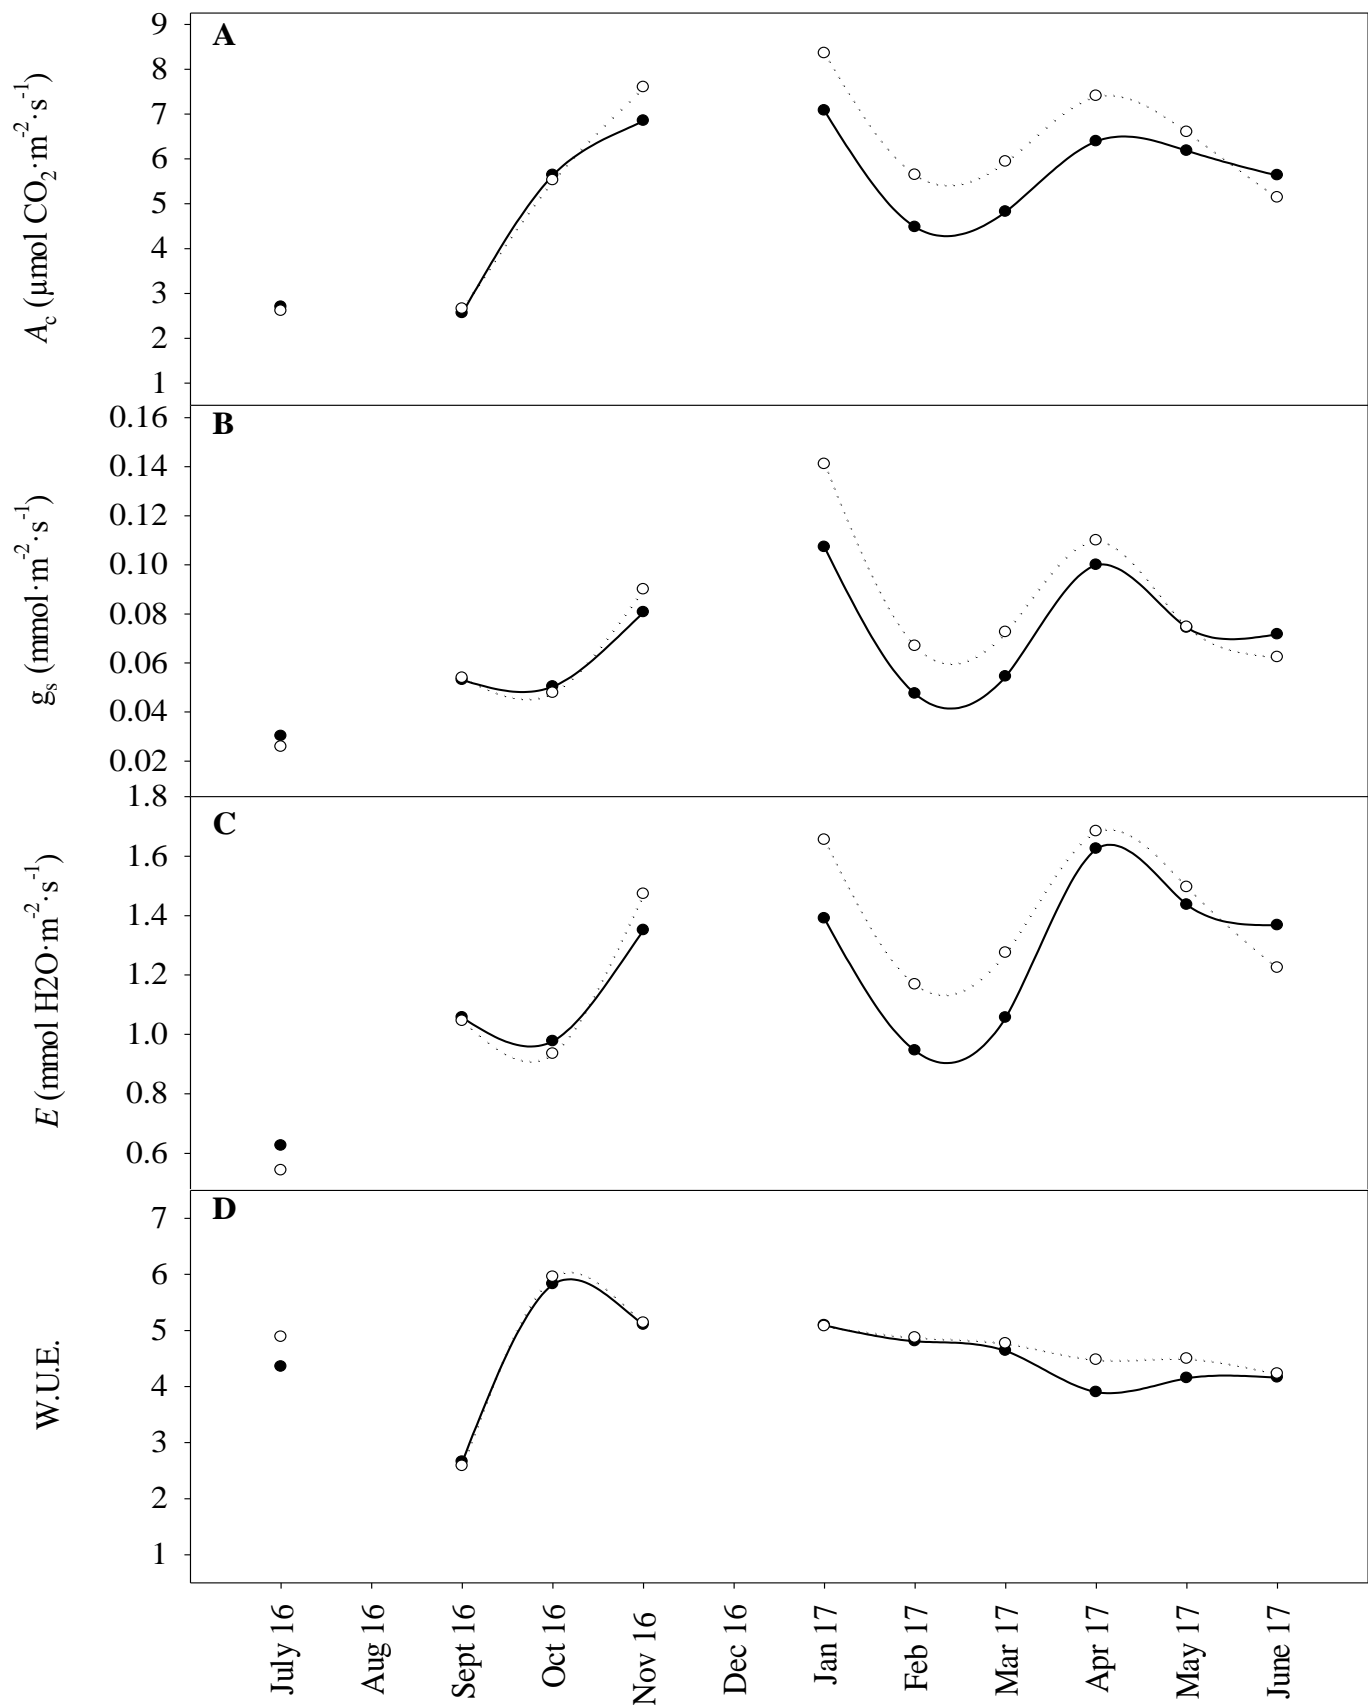 A
9
8
7
6
5
4
3
2
1
A_c (µmol CO₂·m⁻²·s⁻¹)
B
0.16
0.14
0.12
0.10
0.08
0.06
0.04
0.02
g_s (mmol·m⁻²·s⁻¹)
C
1.8
1.6
1.4
1.2
1.0
0.8
0.6
E (mmol H2O·m⁻²·s⁻¹)
D
7
6
5
4
3
2
1
W.U.E.
July 16
Aug 16
Sept 16
Oct 16
Nov 16
Dec 16
Jan 17
Feb 17
Mar 17
Apr 17
May 17
June 17